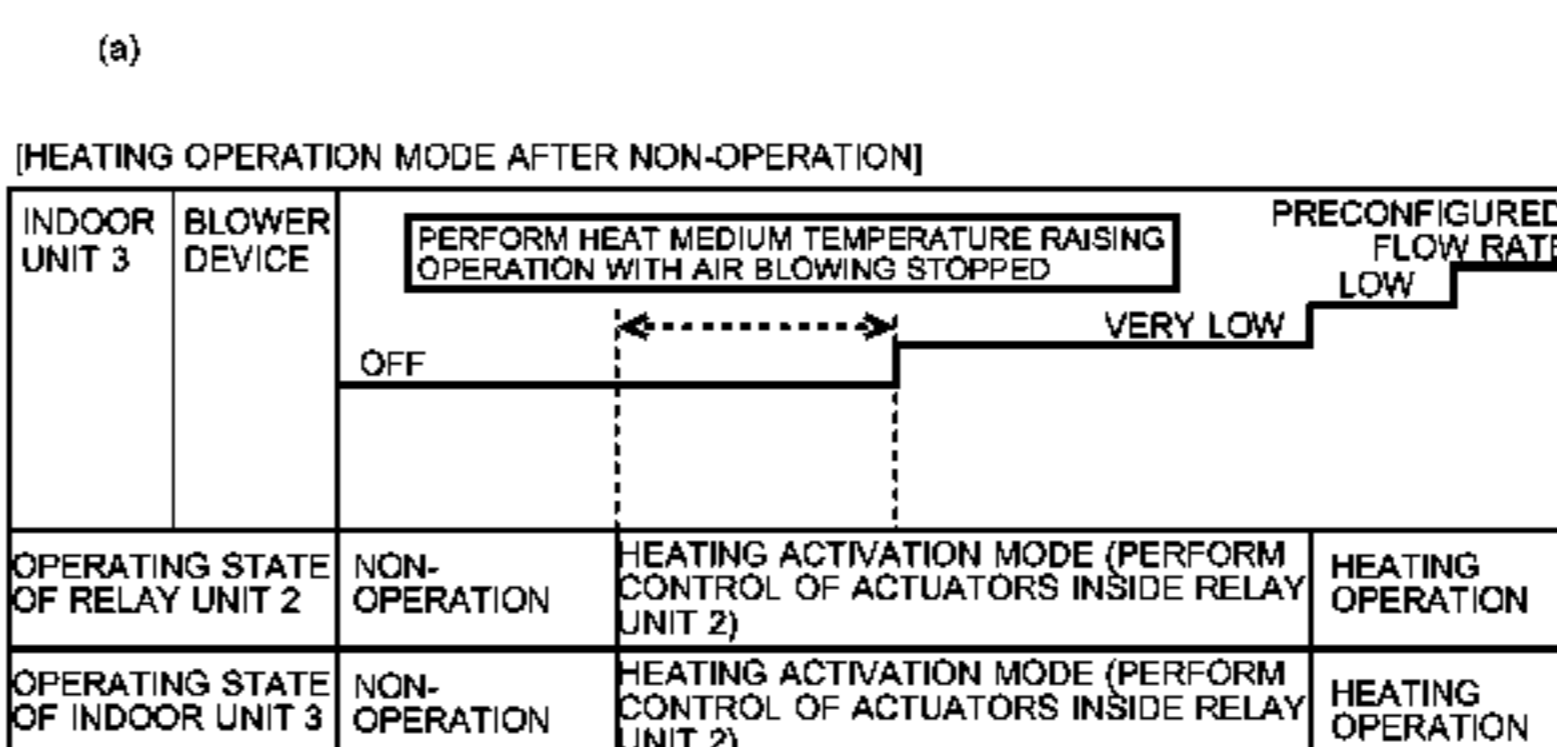 (a)
[HEATING OPERATION MODE AFTER NON-OPERATION]
INDOOR
UNIT 3
BLOWER
DEVICE
PERFORM HEAT MEDIUM TEMPERATURE RAISING
OPERATION WITH AIR BLOWING STOPPED
PRECONFIGURED
FLOW RATE
LOW
VERY LOW
OFF
OPERATING STATE
OF RELAY UNIT 2
NON-
OPERATION
HEATING ACTIVATION MODE (PERFORM
CONTROL OF ACTUATORS INSIDE RELAY
UNIT 2)
HEATING
OPERATION
OPERATING STATE
OF INDOOR UNIT 3
NON-
OPERATION
HEATING ACTIVATION MODE (PERFORM
CONTROL OF ACTUATORS INSIDE RELAY
UNIT 2)
HEATING
OPERATION